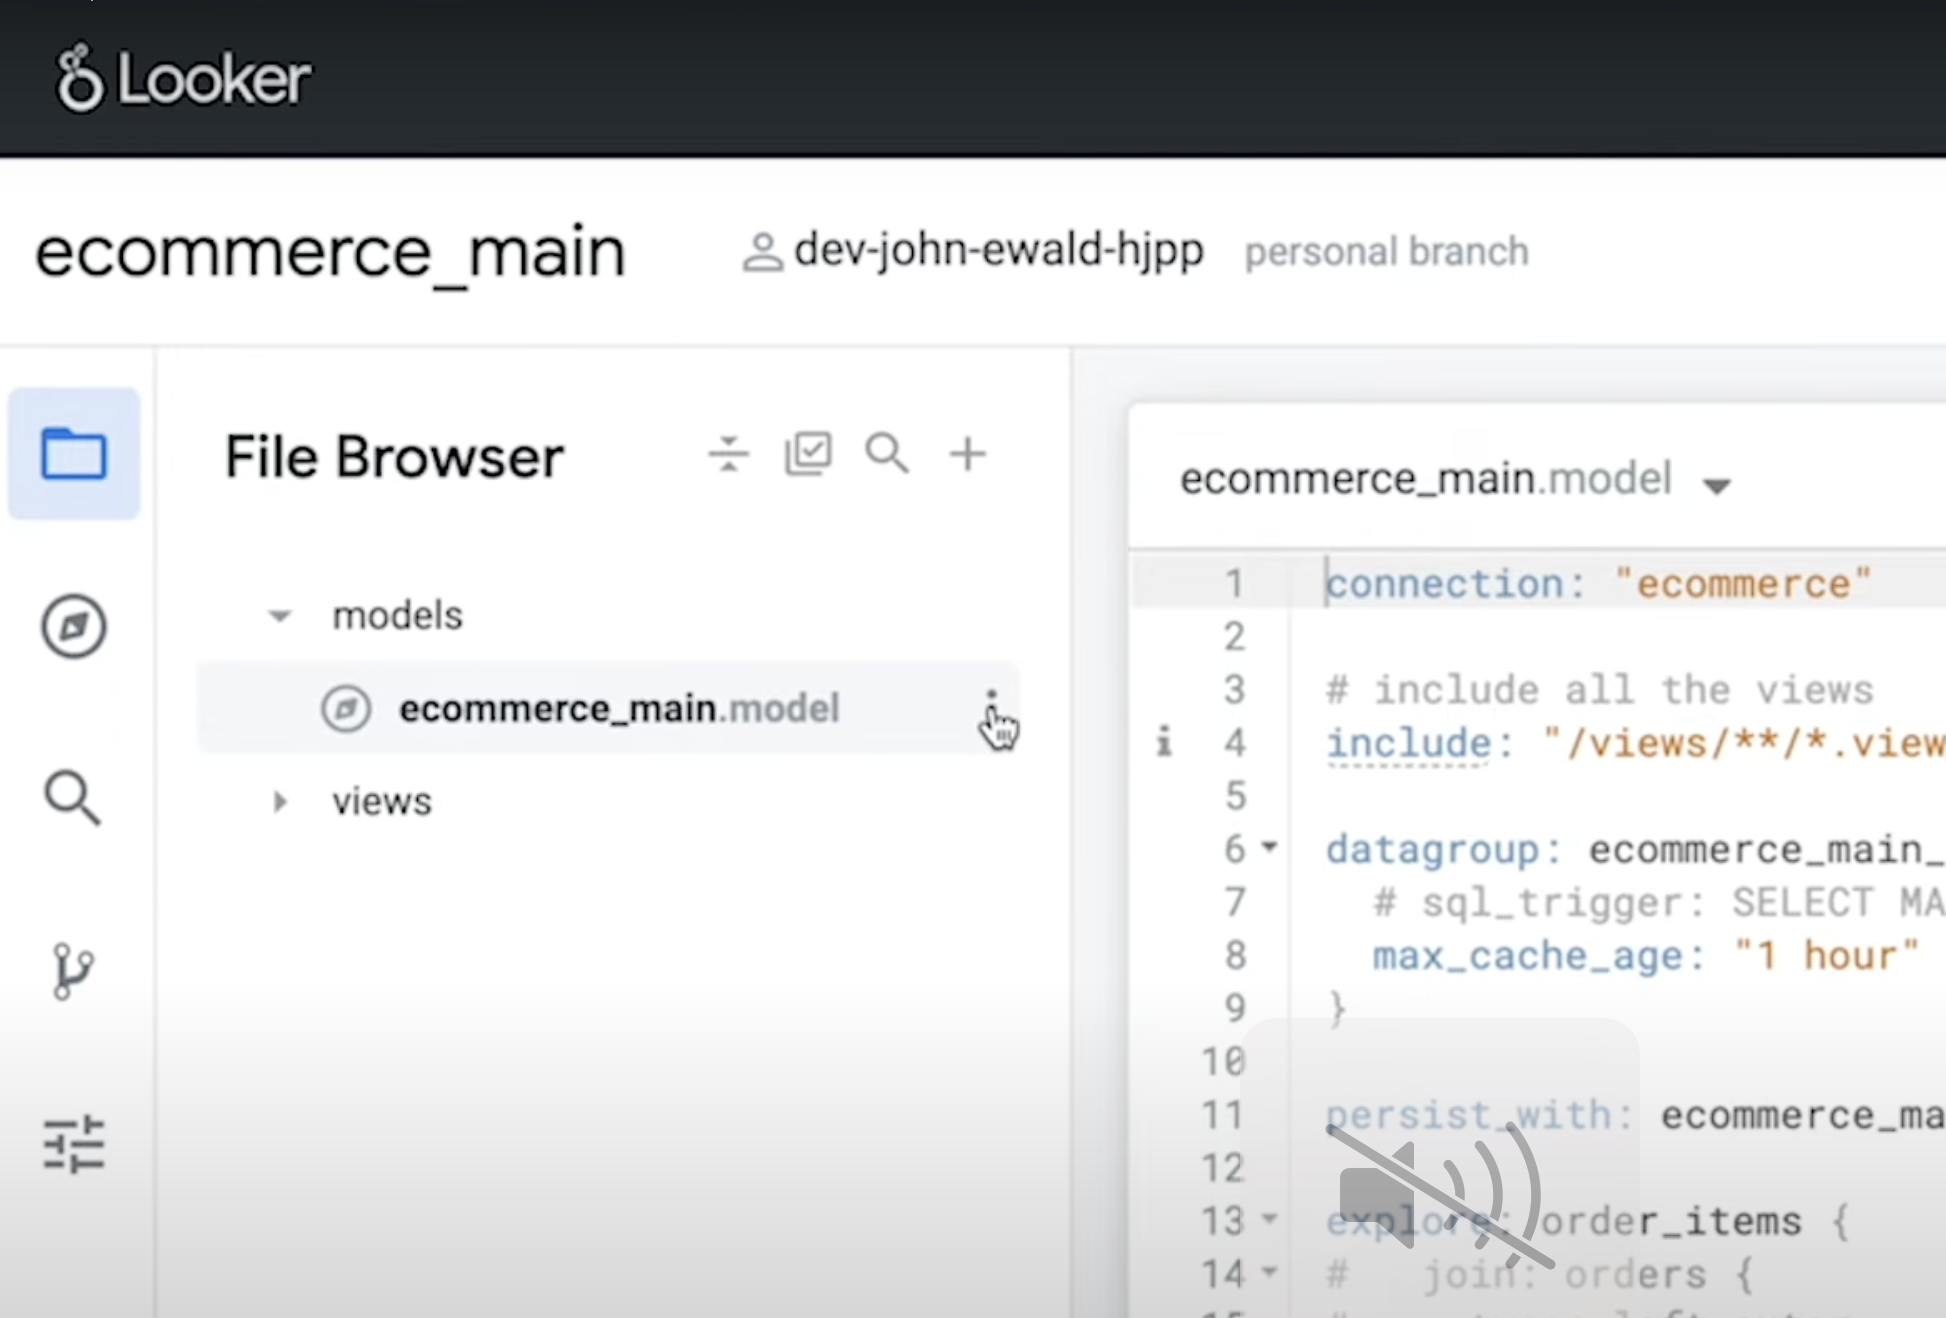 Looker
ecommerce_main
dev-john-ewald-hjpp personal branch
File Browser
models
ecommerce_main.model
views
ecommerce_main.model
1 connection: "ecommerce"
2
3 # include all the views
i 4 include: "/views/**/*.view
5
6 datagroup: ecommerce_main_
7 # sql_trigger: SELECT MA
8 max_cache_age: "1 hour"
9 }
10
11 persist_with: ecommerce_ma
12
13 explore: order_items {
14 # join: orders {